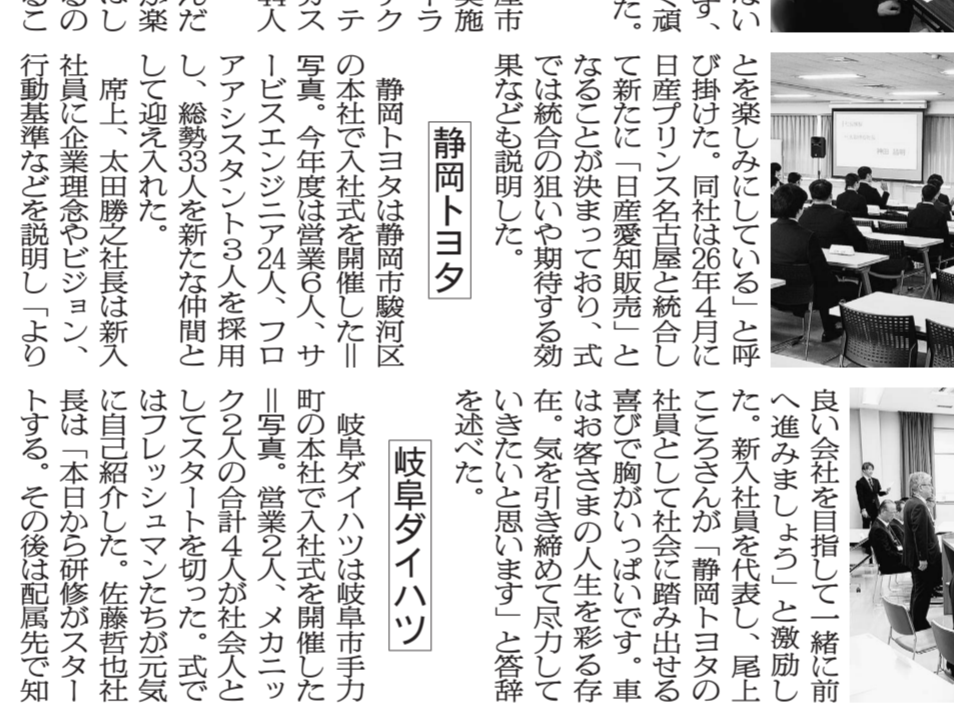 ない
す、
頑
た。
屋市
実施
ラ
ク
テ
ス
人
んだ
楽
し
の
るこ
とを楽しみにしている」と呼
び掛けた。同社は26年4月に
日産プリンス名古屋と統合し
て新たに「日産愛知販売」と
なることが決まっており、式
では統合の狙いや期待する効
果なども説明した。
静岡トヨタ
静岡トヨタは静岡市駿河区
の本社で入社式を開催した＝
写真。今年度は営業6人、サ
ービスエンジニア24人、フロ
アアシスタント3人を採用
し、総勢33人を新たな仲間と
して迎え入れた。
席上、太田勝之社長は新入
社員に企業理念やビジョン、
行動基準などを説明し「より
良い会社を目指して一緒に前
へ進みましょう」と激励し
た。新入社員を代表し、尾上
こころさんが「静岡トヨタの
社員として社会に踏み出せる
喜びで胸がいっぱいです。車
はお客さまの人生を彩る存
在。気を引き締めて尽力して
いきたいと思います」と答辞
を述べた。
岐阜ダイハツ
岐阜ダイハツは岐阜市手力
町の本社で入社式を開催した
＝写真。営業2人、メカニッ
ク2人の合計4人が社会人と
してスタートを切った。式で
はフレッシュマンたちが元気
に自己紹介した。佐藤哲也社
長は「本日から研修がスター
トする。その後は配属先で知